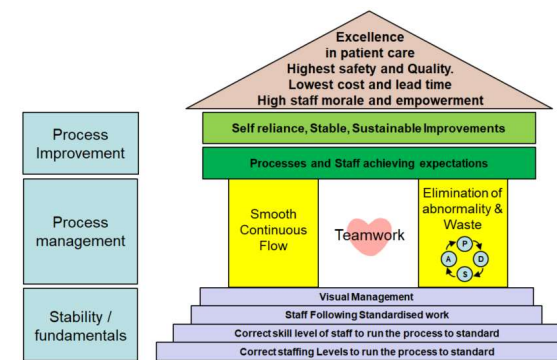 Excellence
in patient care
Highest safety and Quality.
Lowest cost and lead time
High staff morale and empowerment
Process
Improvement
Self reliance, Stable, Sustainable Improvements
Processes and Staff achieving expectations
Process
management
Smooth
Continuous
Flow
Teamwork
Elimination of
abnormality &
Waste
P
A
D
S
Stability /
fundamentals
Visual Management
Staff Following Standardised work
Correct skill level of staff to run the process to standard
Correct staffing Levels to run the process to standard